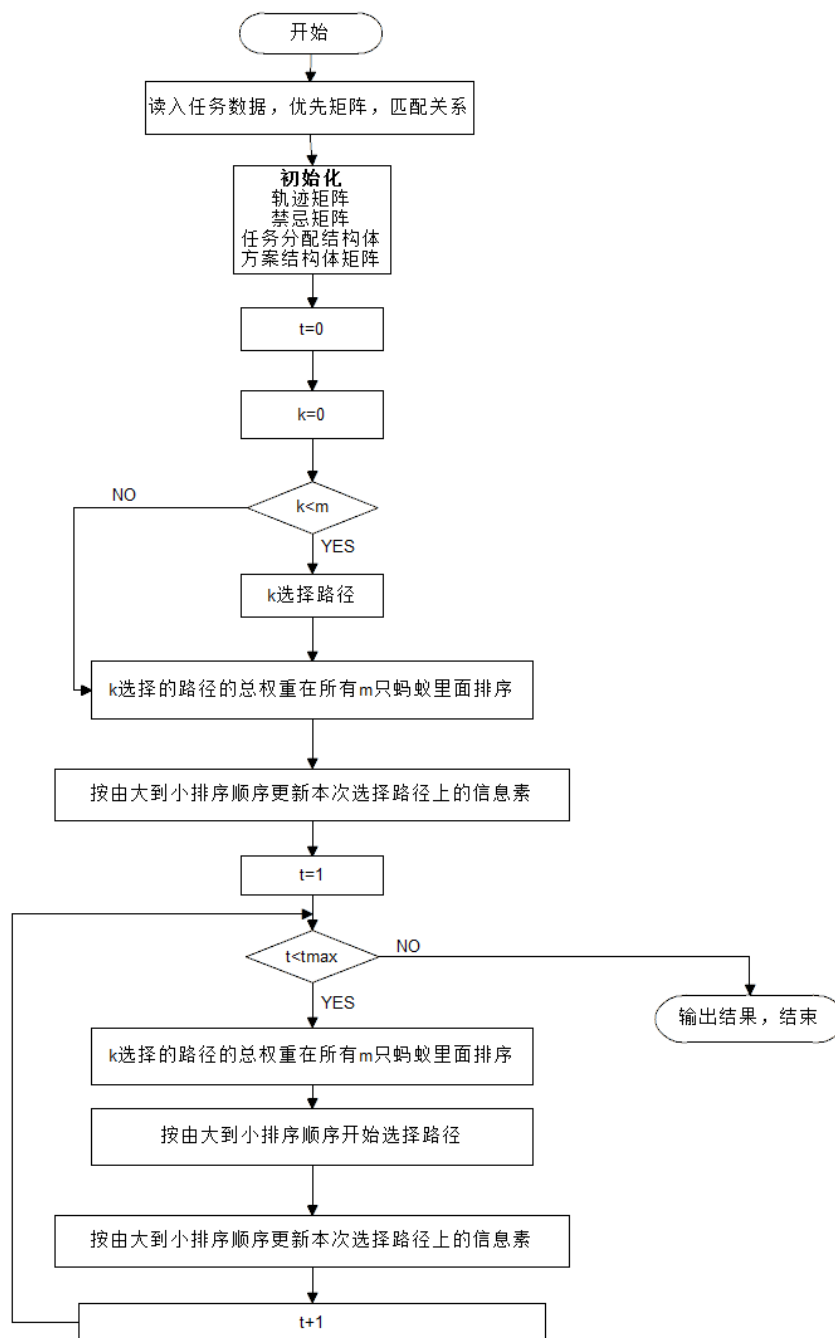 开始
读入任务数据，优先矩阵，匹配关系
初始化
轨迹矩阵
禁忌矩阵
任务分配结构体
方案结构体矩阵
t=0
k=0
NO
k<m
YES
k选择路径
k选择的路径的总权重在所有m只蚂蚁里面排序
按由大到小排序顺序更新本次选择路径上的信息素
t=1
t<tmax
NO
YES
输出结果，结束
k选择的路径的总权重在所有m只蚂蚁里面排序
按由大到小排序顺序开始选择路径
按由大到小排序顺序更新本次选择路径上的信息素
t+1